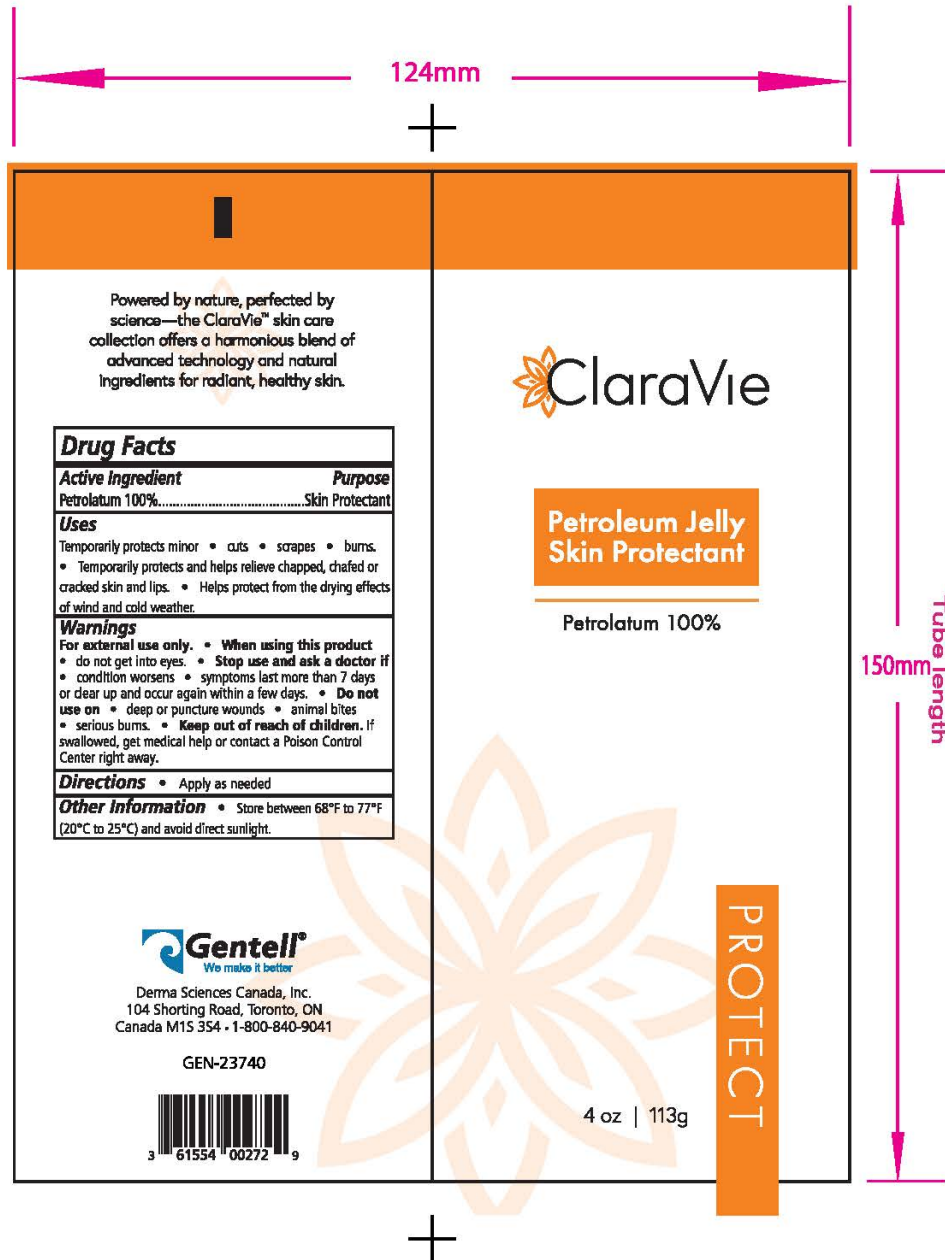 124mm
Powered by nature, perfected by
science—the ClaraVie™ skin care
collection offers a harmonious blend of
advanced technology and natural
ingredients for radiant, healthy skin.
Drug Facts
Active Ingredient Purpose
Petrolatum 100%.........................................Skin Protectant
Uses
Temporarily protects minor • cuts • scrapes • burns.
• Temporarily protects and helps relieve chapped, chafed or
cracked skin and lips. • Helps protect from the drying effects
of wind and cold weather.
Warnings
For external use only. • When using this product
• do not get into eyes. • Stop use and ask a doctor if
• condition worsens • symptoms last more than 7 days
or clear up and occur again within a few days. • Do not
use on • deep or puncture wounds • animal bites
• serious burns. • Keep out of reach of children. If
swallowed, get medical help or contact a Poison Control
Center right away.
Directions • Apply as needed
Other Information • Store between 68°F to 77°F
(20°C to 25°C) and avoid direct sunlight.
Gentell®
We make it better
Derma Sciences Canada, Inc.
104 Shorting Road, Toronto, ON
Canada M1S 3S4 • 1-800-840-9041
GEN-23740
3 61554 00272 9
ClaraVie
Petroleum Jelly
Skin Protectant
Petrolatum 100%
PROTECT
4 oz | 113g
150mm
Tube length